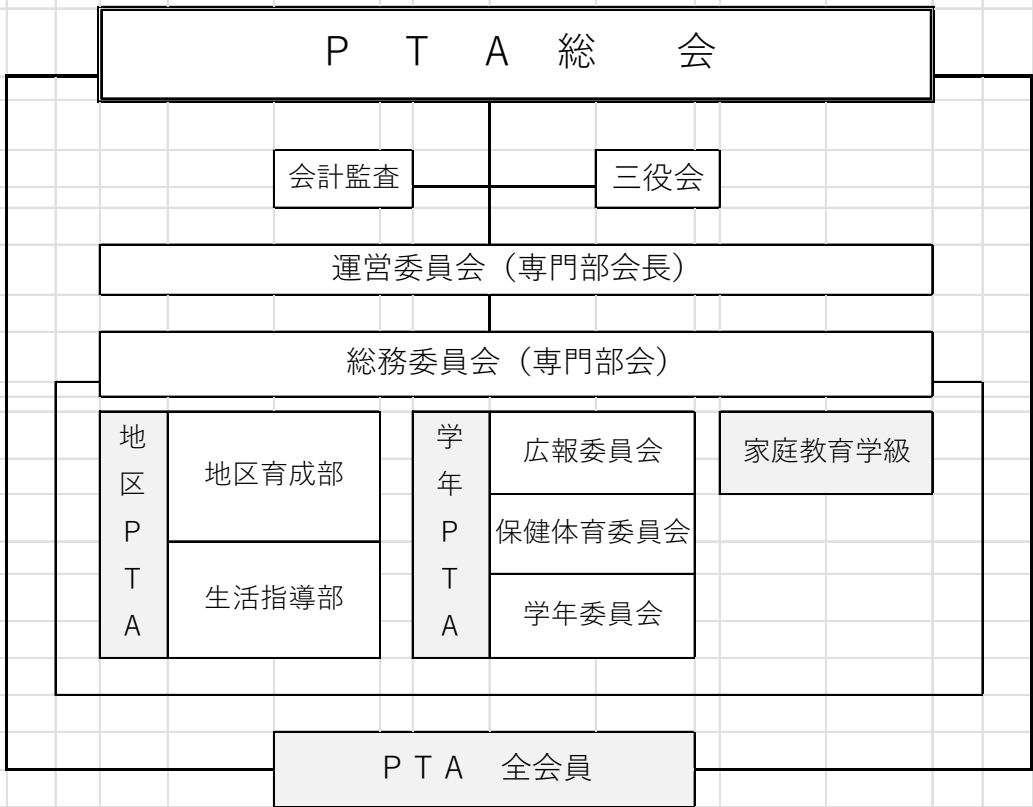 P T A 総 会
会計監査
三役会
運営委員会（専門部会長）
総務委員会（専門部会）
地区PTA
地区育成部
生活指導部
学年PTA
広報委員会
保健体育委員会
学年委員会
家庭教育学級
P T A 全会員